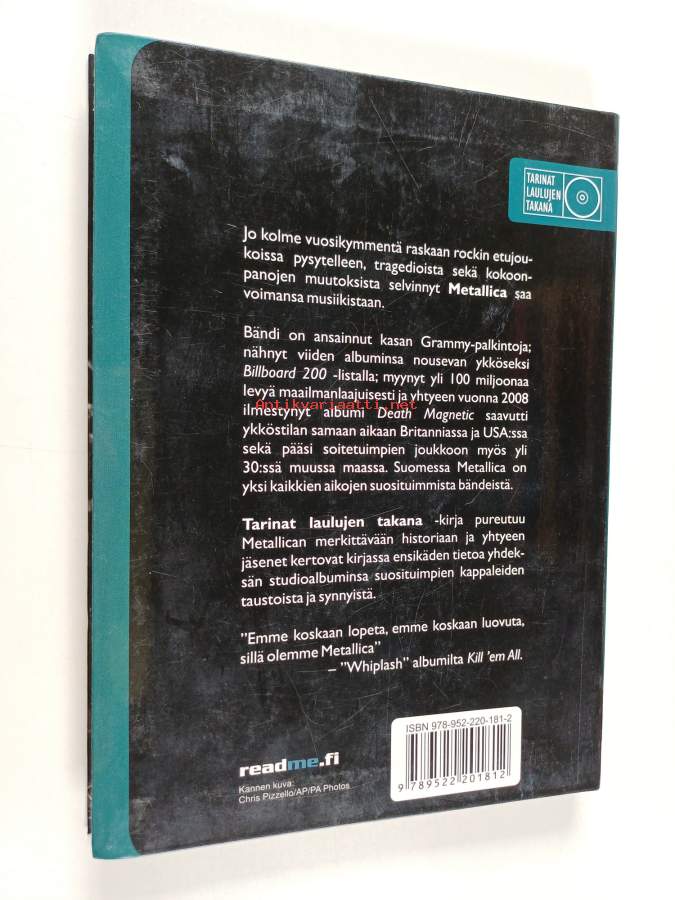 TARINAT
LAULUJEN
TAKANA
Jo kolme vuosikymmentä raskaan rockin etujou-
koissa pysytelleen, tragedioista sekä kokoon-
panojen muutoksista selvinnyt Metallica saa
voimansa musiikistaan.
Bändi on ansainnut kasan Grammy-palkintoja;
nähnyt viiden albuminsa nousevan ykköseksi
Billboard 200 -listalla; myynyt yli 100 miljoonaa
levyä maailmanlaajuisesti ja yhtyeen vuonna 2008
Antikvariaatti.net
ilmestynyt albumi Death Magnetic saavutti
ykköstilan samaan aikaan Britanniassa ja USA:ssa
sekä pääsi soitetuimpien joukkoon myös yli
30:ssä muussa maassa. Suomessa Metallica on
yksi kaikkien aikojen suosituimmista bändeistä.
Tarinat laulujen takana -kirja pureutuu
Metallican merkittävään historiaan ja yhtyeen
jäsenet kertovat kirjassa ensikäden tietoa yhdek-
sän studioalbuminsa suosituimpien kappaleiden
taustoista ja synnyistä.
"Emme koskaan lopeta, emme koskaan luovuta,
sillä olemme Metallica"
– "Whiplash" albumilta Kill 'em All.
ISBN 978-952-220-181-2
9 789522 201812
readme.fi
Kannen kuva:
Chris Pizzello/AP/PA Photos